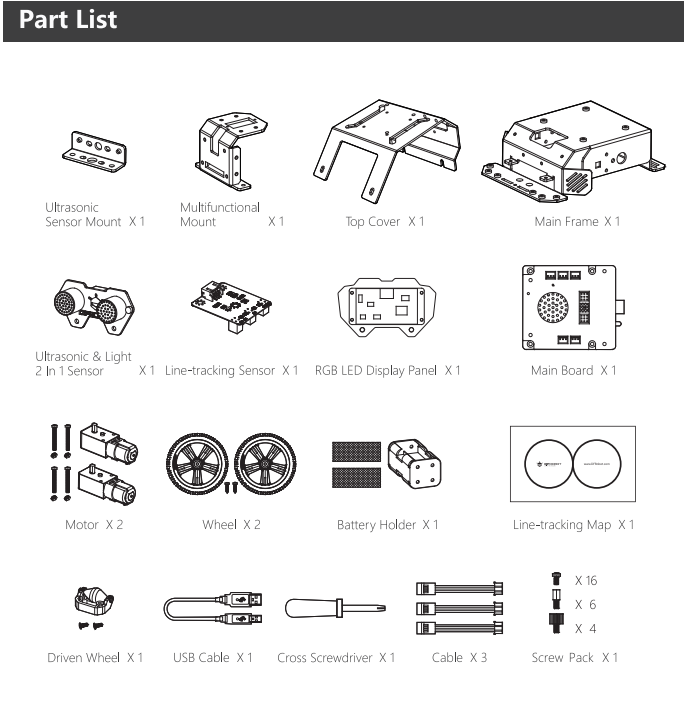 Part List
Ultrasonic
Sensor Mount X 1
Multifunctional
Mount X 1
Top Cover X 1
Main Frame X 1
Ultrasonic & Light
2 In 1 Sensor X 1
Line-tracking Sensor X 1
RGB LED Display Panel X 1
Main Board X 1
Motor X 2
Wheel X 2
Battery Holder X 1
Line-tracking Map X 1
X 16
X 6
X 4
Driven Wheel X 1
USB Cable X 1
Cross Screwdriver X 1
Cable X 3
Screw Pack X 1